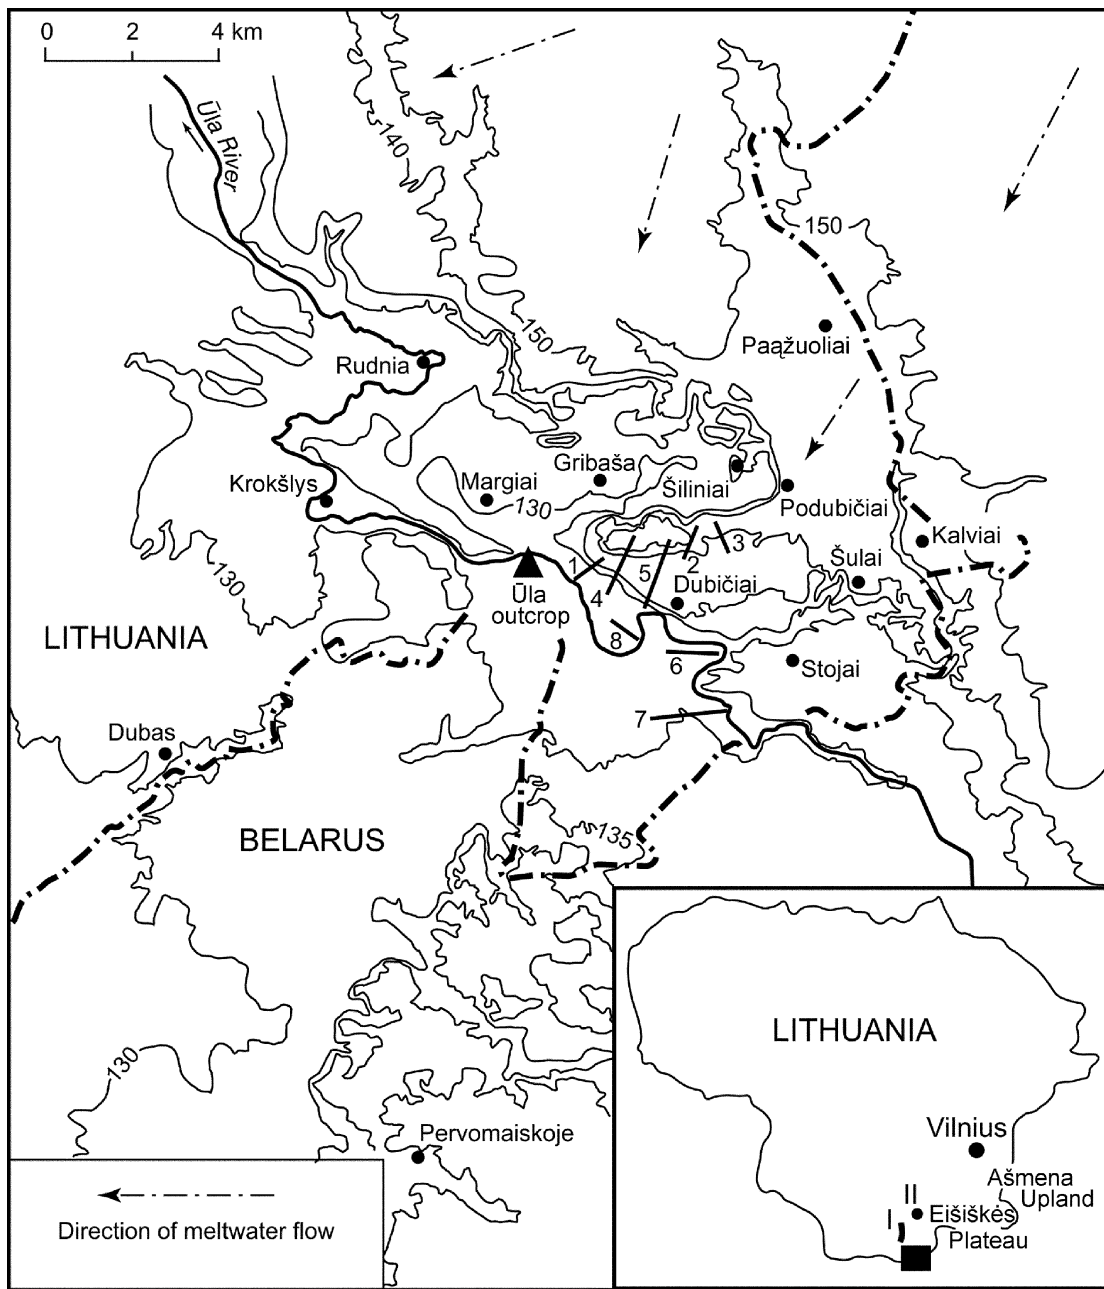 0 2 4 km
Ūla River
140
150
150
Paąžuoliai
Rudnia
Krokšlys
Margiai
Gribaša
130
Šiliniai
Podubičiai
Kalviai
1
2
3
4
5
Šulai
Dubičiai
Ūla
outcrop
8
6
Stojai
7
130
LITHUANIA
Dubas
BELARUS
135
130
Pervomaiskoje
Direction of meltwater flow
LITHUANIA
Vilnius
Ašmena
Upland
II
I
Eišiškės
Plateau